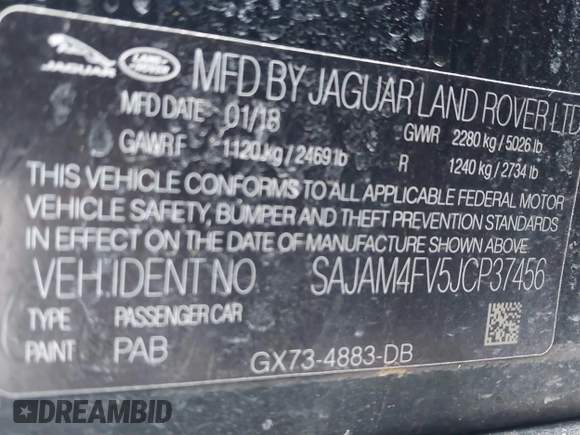 JAGUAR LAND ROVER MFD BY JAGUAR LAND ROVER LTD
MFD DATE 01/18 GVWR 2280 kg / 5026 lb
GAWR F 1120 kg / 2469 lb R 1240 kg / 2734 lb
THIS VEHICLE CONFORMS TO ALL APPLICABLE FEDERAL MOTOR
VEHICLE SAFETY, BUMPER AND THEFT PREVENTION STANDARDS
IN EFFECT ON THE DATE OF MANUFACTURE SHOWN ABOVE.
VEH. IDENT NO SAJAM4FV5JCP37456
TYPE PASSENGER CAR
PAINT PAB GX73-4883-DB
DREAMBID